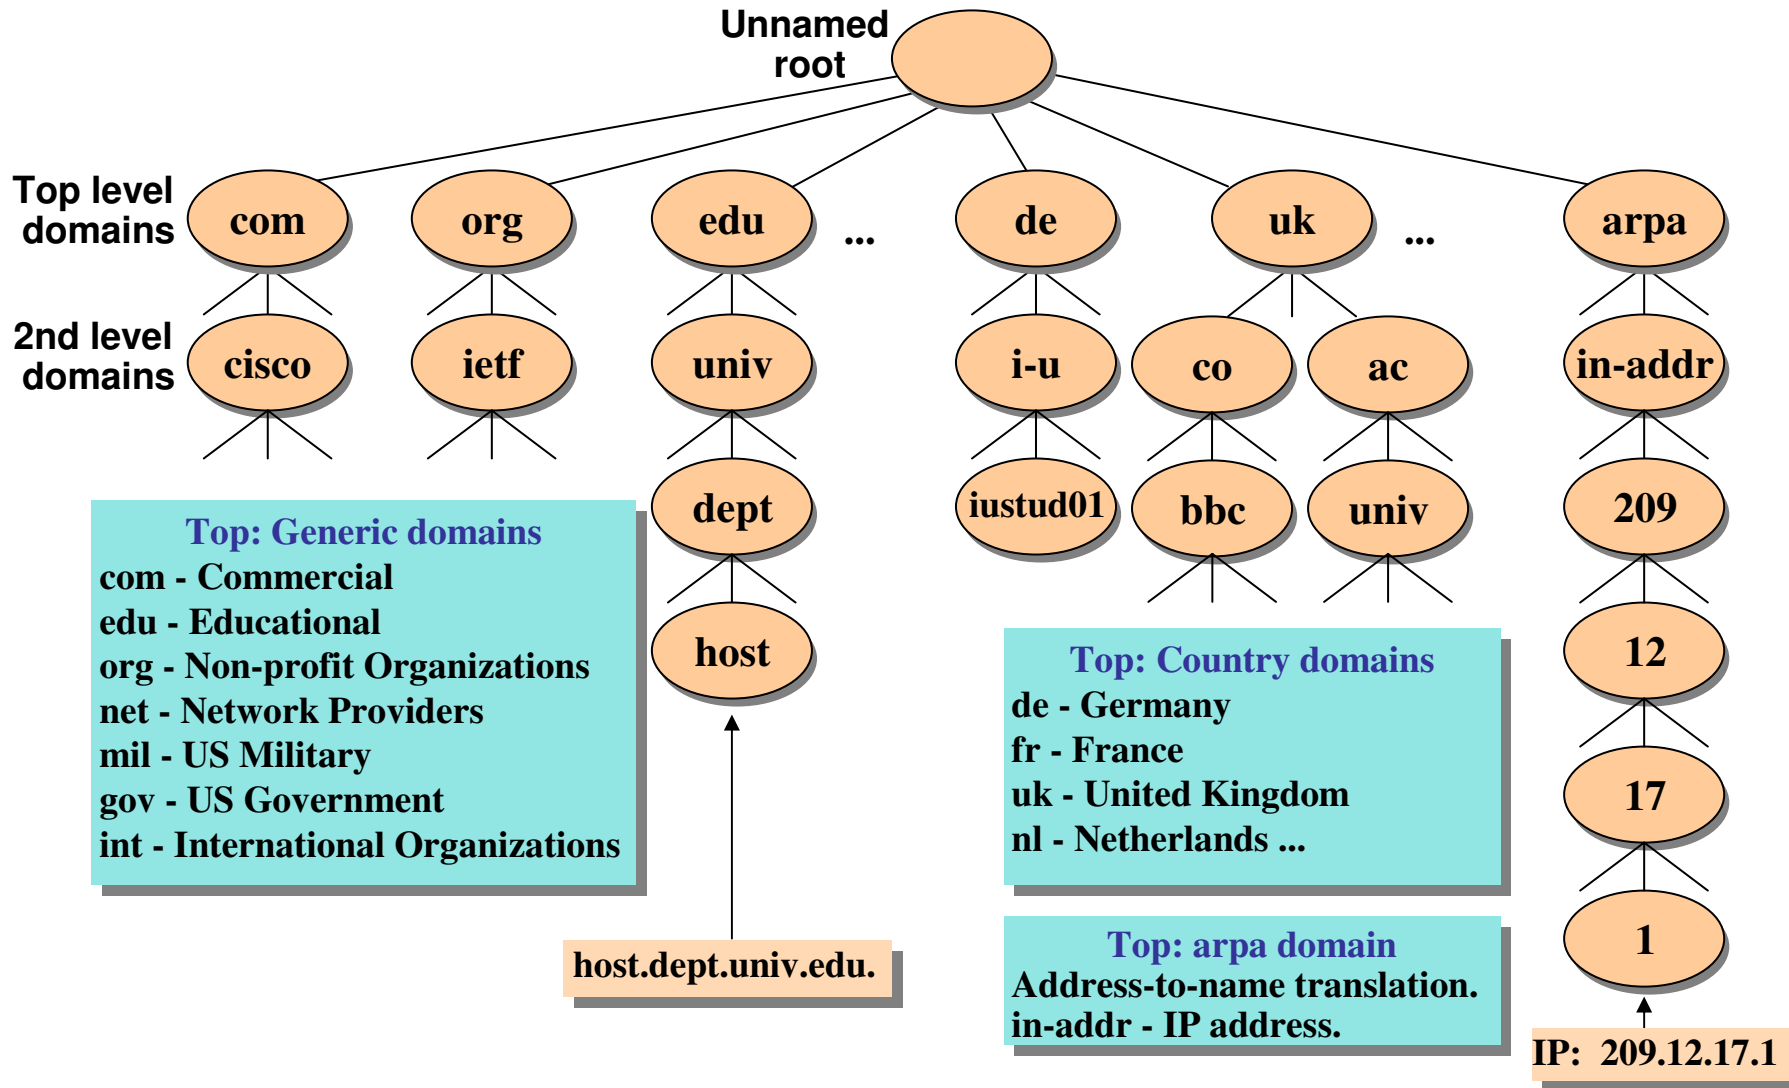 Unnamed
root
Top level
domains
com
org
edu
...
de
uk
...
arpa
2nd level
domains
cisco
ietf
univ
i-u
co
ac
in-addr
dept
iustud01
bbc
univ
209
host
12
17
1
Top: Generic domains
com - Commercial
edu - Educational
org - Non-profit Organizations
net - Network Providers
mil - US Military
gov - US Government
int - International Organizations
Top: Country domains
de - Germany
fr - France
uk - United Kingdom
nl - Netherlands ...
Top: arpa domain
Address-to-name translation.
in-addr - IP address.
host.dept.univ.edu.
IP: 209.12.17.1